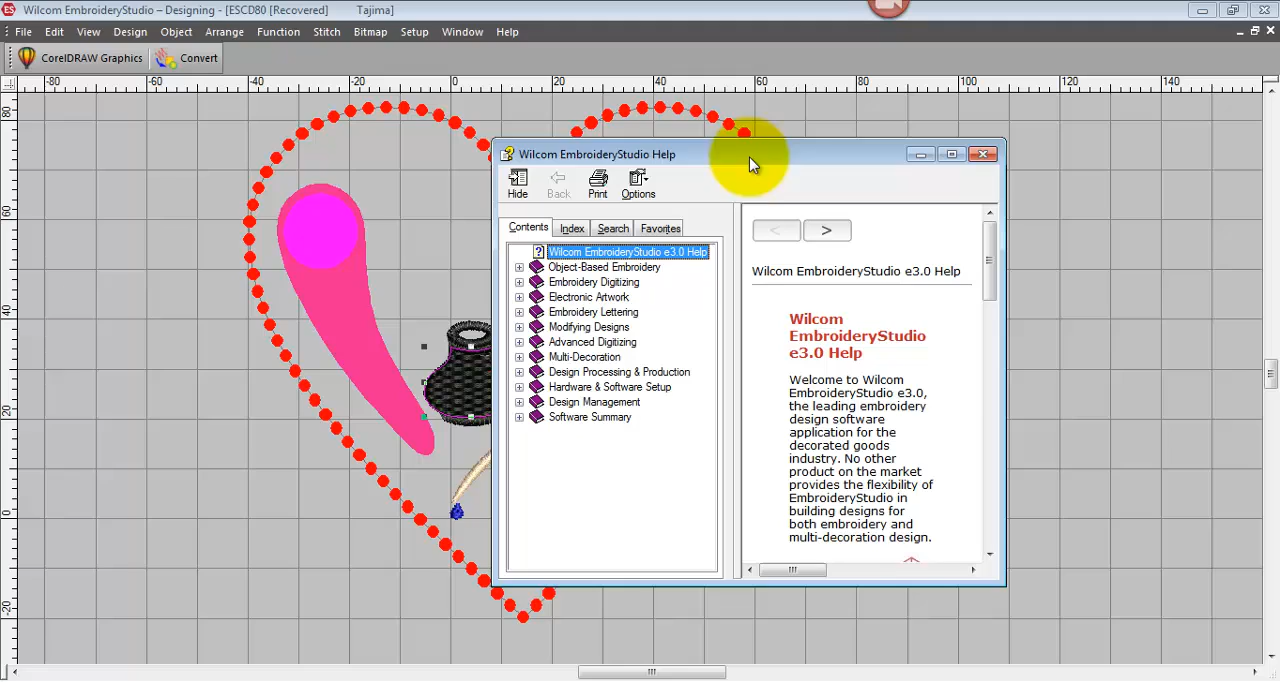 ES Wilcom EmbroideryStudio – Designing - [ESCD80 [Recovered] Tajima]
File Edit View Design Object Arrange Function Stitch Bitmap Setup Window Help
CorelDRAW Graphics Convert
-80 -60 -40 -20 0 20 40 60 80 100 120 140
80
60
40
20
0
-20
Wilcom EmbroideryStudio Help
Hide Back Print Options
Contents Index Search Favorites
Wilcom EmbroideryStudio e3.0 Help
Object-Based Embroidery
Embroidery Digitizing
Electronic Artwork
Embroidery Lettering
Modifying Designs
Advanced Digitizing
Multi-Decoration
Design Processing & Production
Hardware & Software Setup
Design Management
Software Summary
< >
Wilcom EmbroideryStudio e3.0 Help
Wilcom
EmbroideryStudio
e3.0 Help
Welcome to Wilcom
EmbroideryStudio e3.0,
the leading embroidery
design software
application for the
decorated goods
industry. No other
product on the market
provides the flexibility of
EmbroideryStudio in
building designs for
both embroidery and
multi-decoration design.